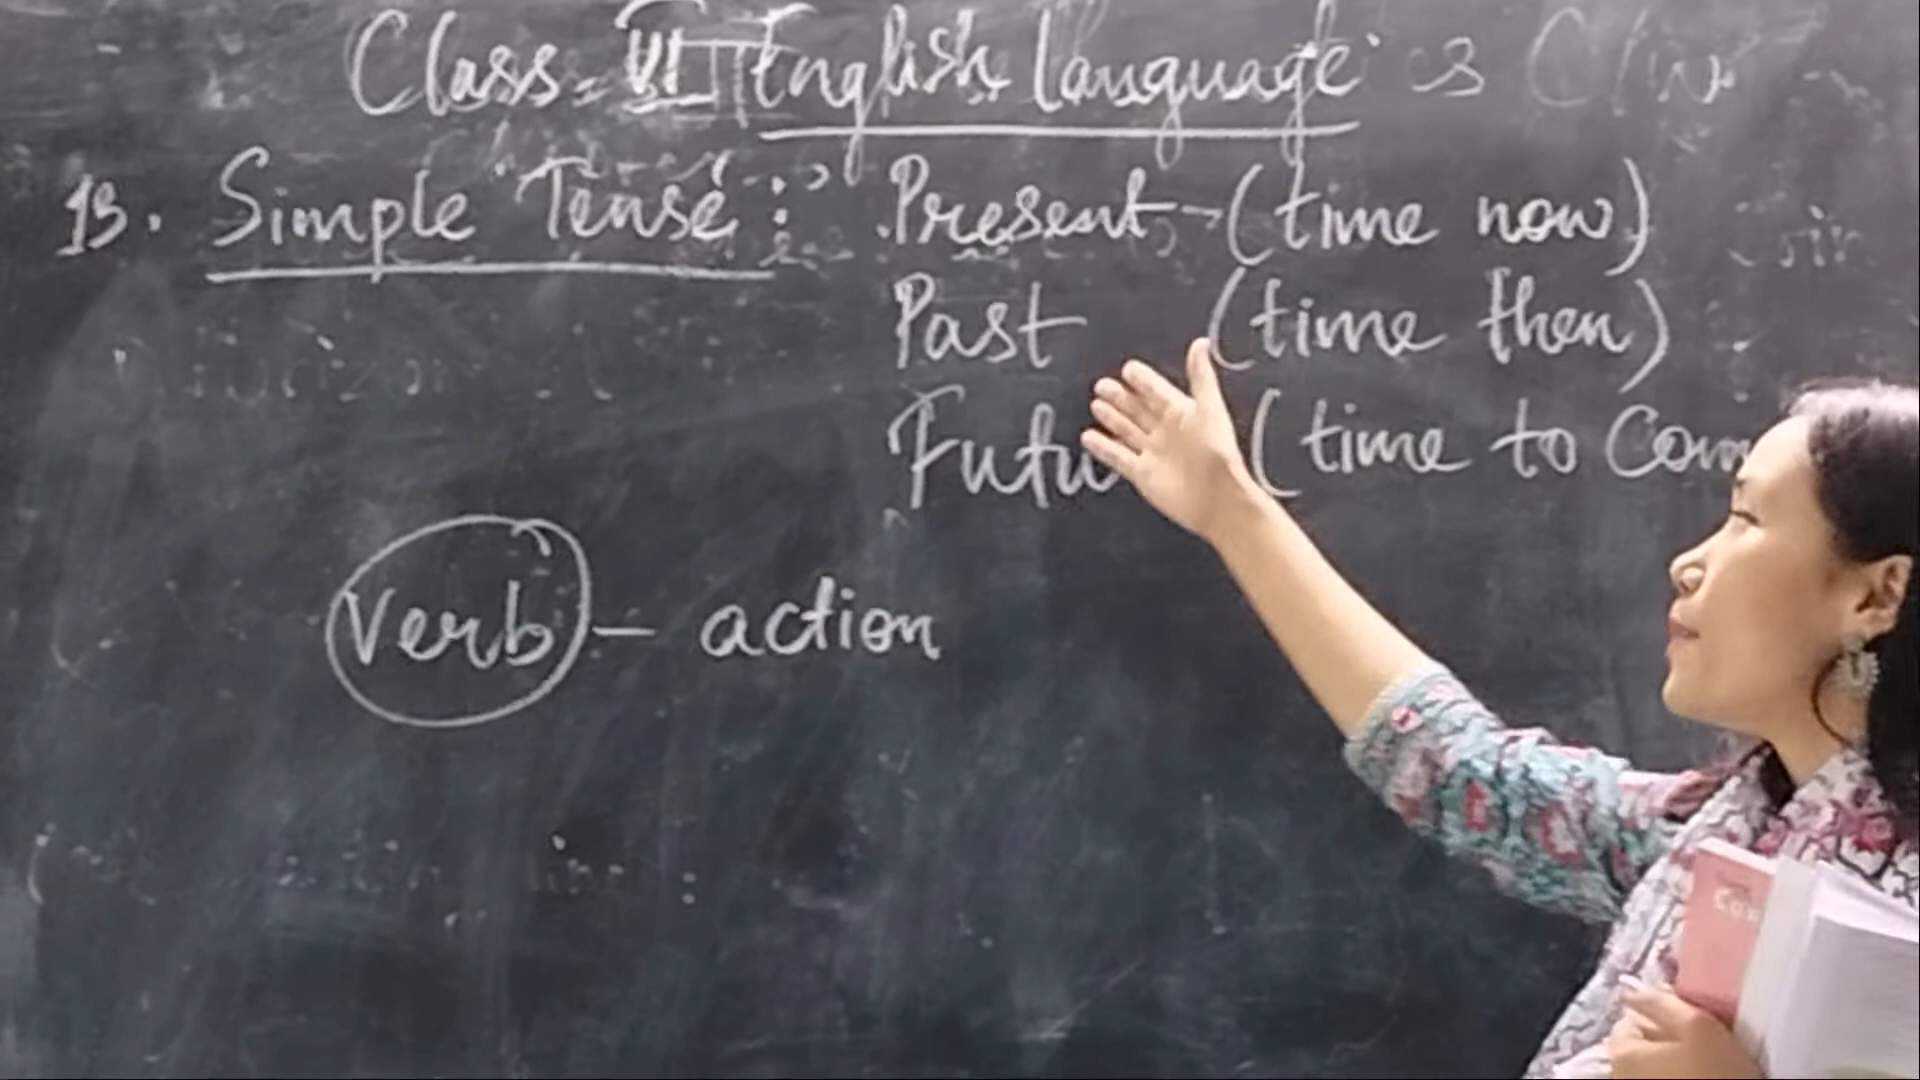 Class - VI English language
13. Simple Tense : Present - (time now)
Past (time then)
Futu (time to Com
Verb - action